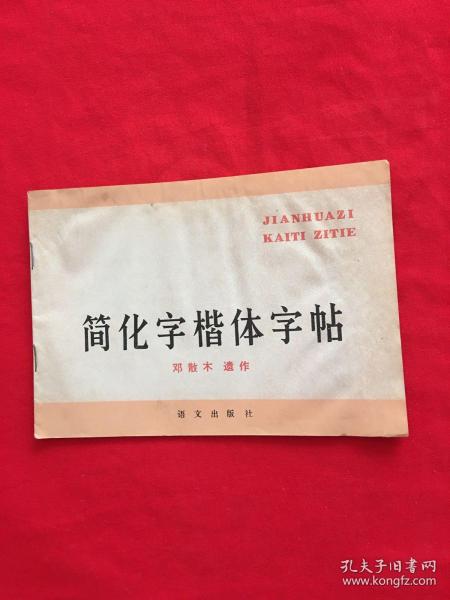 JIANHUAZI
KAITI ZITIE
简化字楷体字帖
邓散木 遗作
语文出版社
孔夫子旧书网
www.kongfz.com